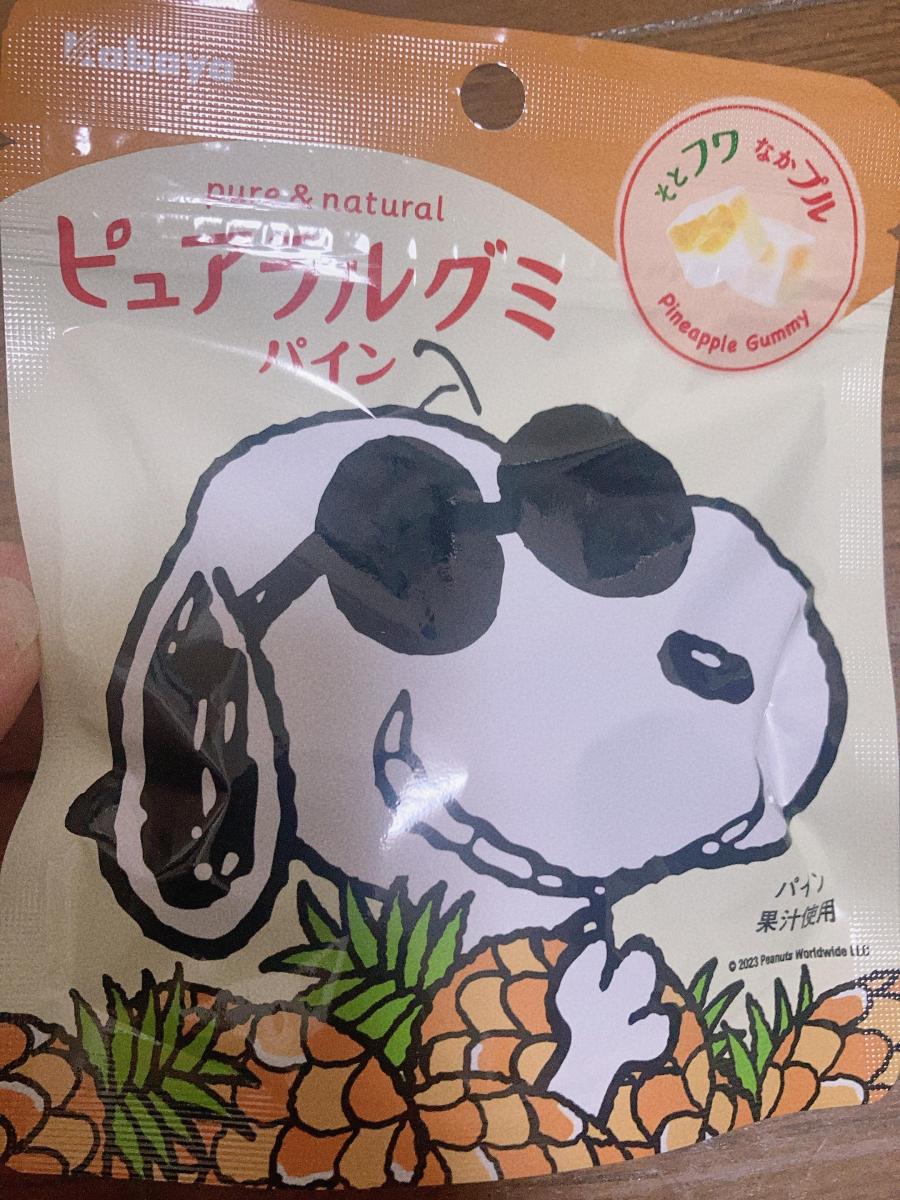 Kabaya
pure & natural
ピュアラルグミ
パイン
そとフワ なかプル
Pineapple Gummy
パイン
果汁使用
© 2023 Peanuts Worldwide LLC